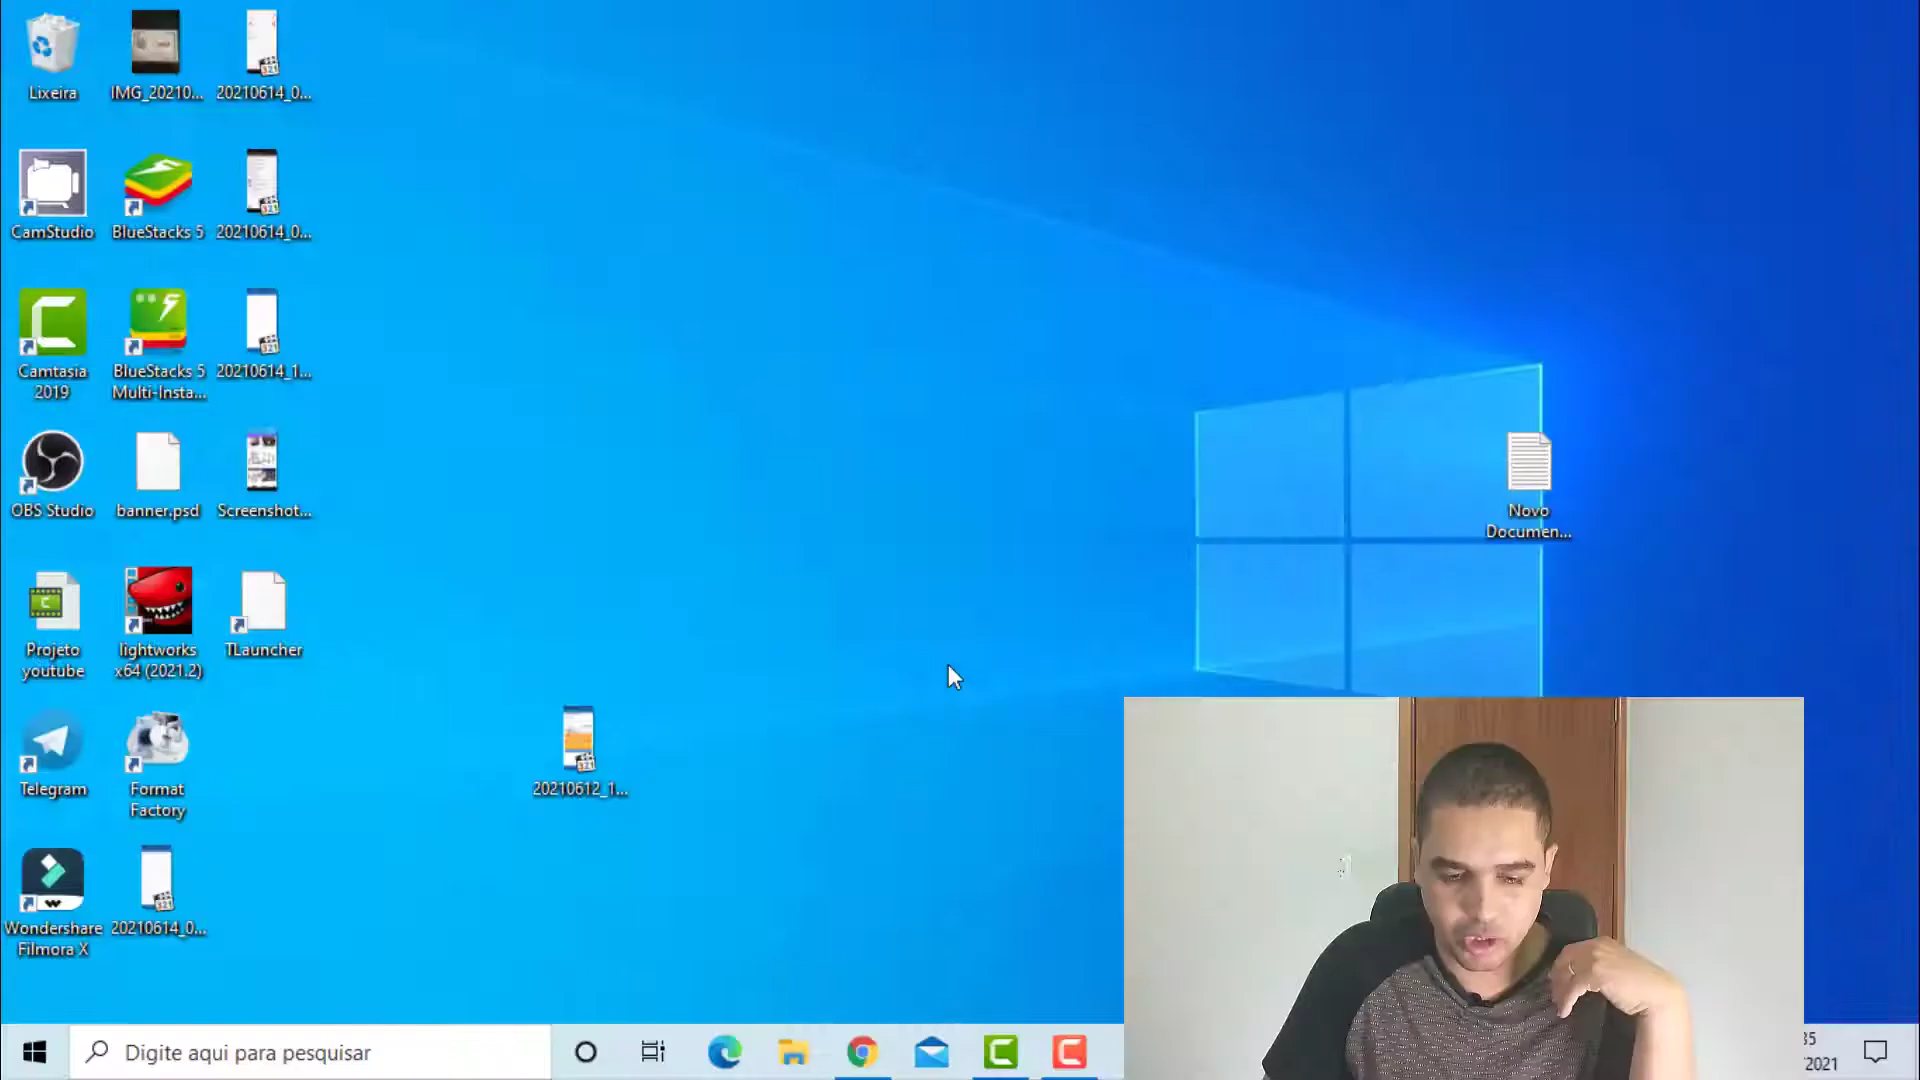 Lixeira
IMG_20210...
20210614_0...
CamStudio
BlueStacks 5
20210614_0...
Camtasia
2019
BlueStacks 5
Multi-Insta...
20210614_1...
OBS Studio
banner.psd
Screenshot...
Novo
Documen...
Projeto
youtube
lightworks
x64 (2021.2)
TLauncher
Telegram
Format
Factory
20210612_1...
Wondershare
Filmora X
20210614_0...
Digite aqui para pesquisar
35
/2021